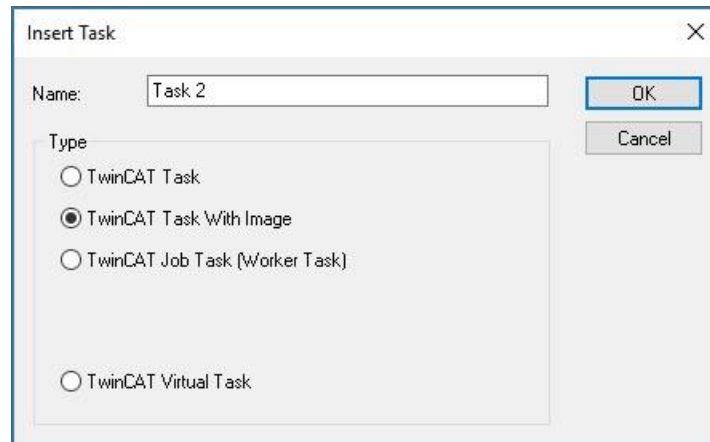 Insert Task
Name: Task 2 OK
Type Cancel
TwinCAT Task
TwinCAT Task With Image
TwinCAT Job Task (Worker Task)
TwinCAT Virtual Task